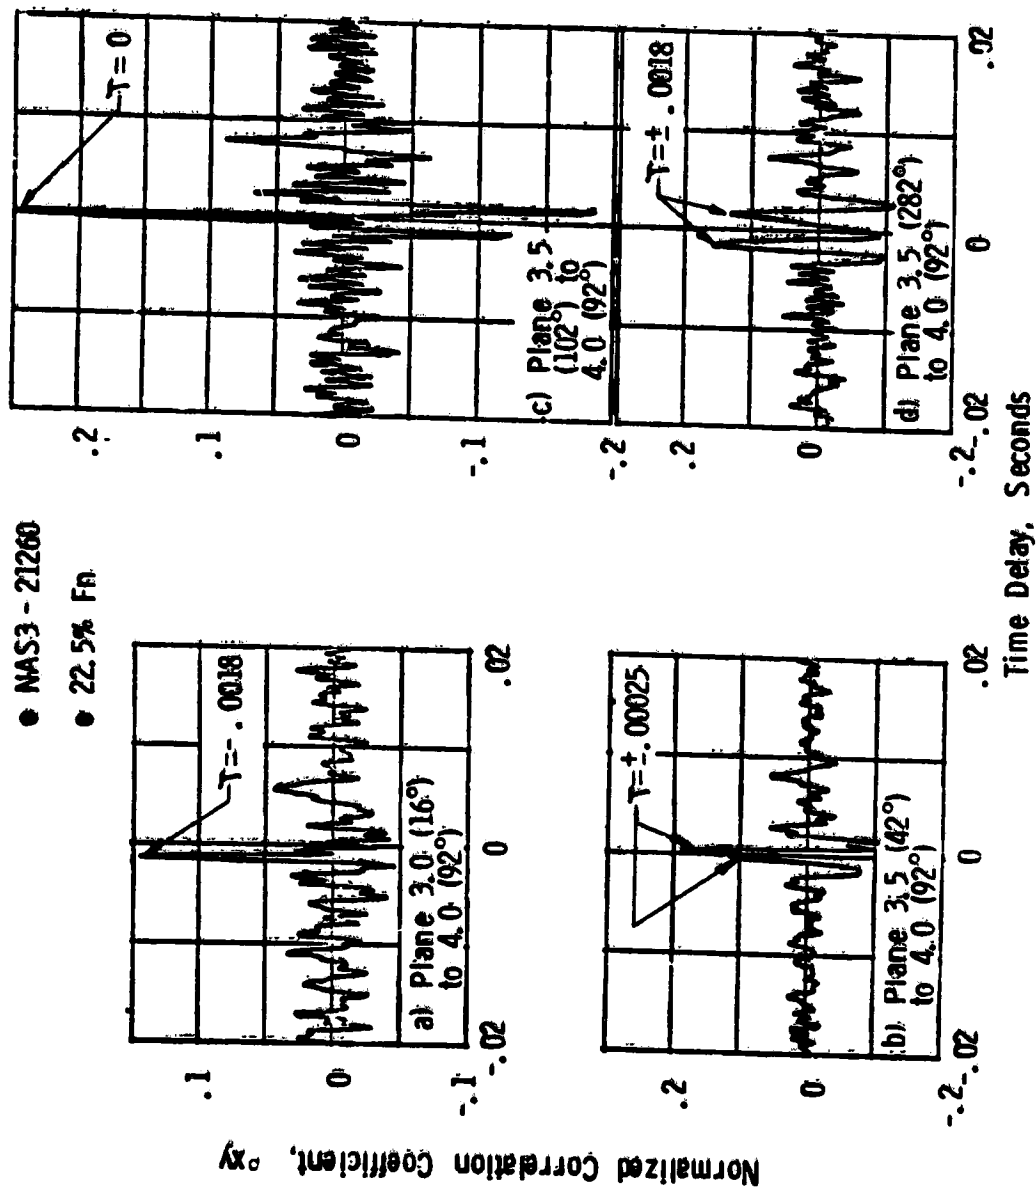 ● NAS3 - 21260
● 22.5% Fn
Normalized Correlation Coefficient, ρxy
.1
0
-.1
T=-.0018
a) Plane 3.0 (16°)
to 4.0 (92°)
-.02
0
.02
.2
.1
0
-.1
-.2
T=0
c) Plane 3.5
(102°) to
4.0 (92°)
.2
0
-.2
T=±.00025
b) Plane 3.5 (42°)
to 4.0 (92°)
-.02
0
.02
.2
0
-.2
T=±.0018
d) Plane 3.5 (282°)
to 4.0 (92°)
-.02
0
.02
Time Delay, Seconds